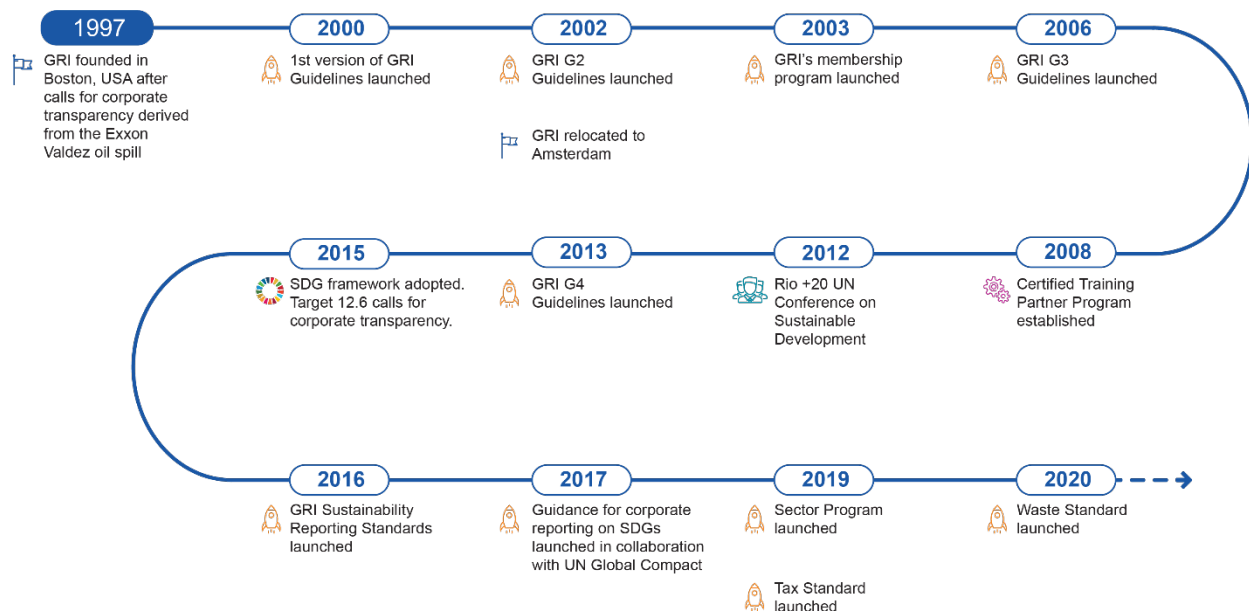 1997
GRI founded in
Boston, USA after
calls for corporate
transparency derived
from the Exxon
Valdez oil spill
2000
1st version of GRI
Guidelines launched
2002
GRI G2
Guidelines launched
GRI relocated to
Amsterdam
2003
GRI's membership
program launched
2006
GRI G3
Guidelines launched
2008
Certified Training
Partner Program
established
2012
Rio +20 UN
Conference on
Sustainable
Development
2013
GRI G4
Guidelines launched
2015
SDG framework adopted.
Target 12.6 calls for
corporate transparency.
2016
GRI Sustainability
Reporting Standards
launched
2017
Guidance for corporate
reporting on SDGs
launched in collaboration
with UN Global Compact
2019
Sector Program
launched
Tax Standard
launched
2020
Waste Standard
launched